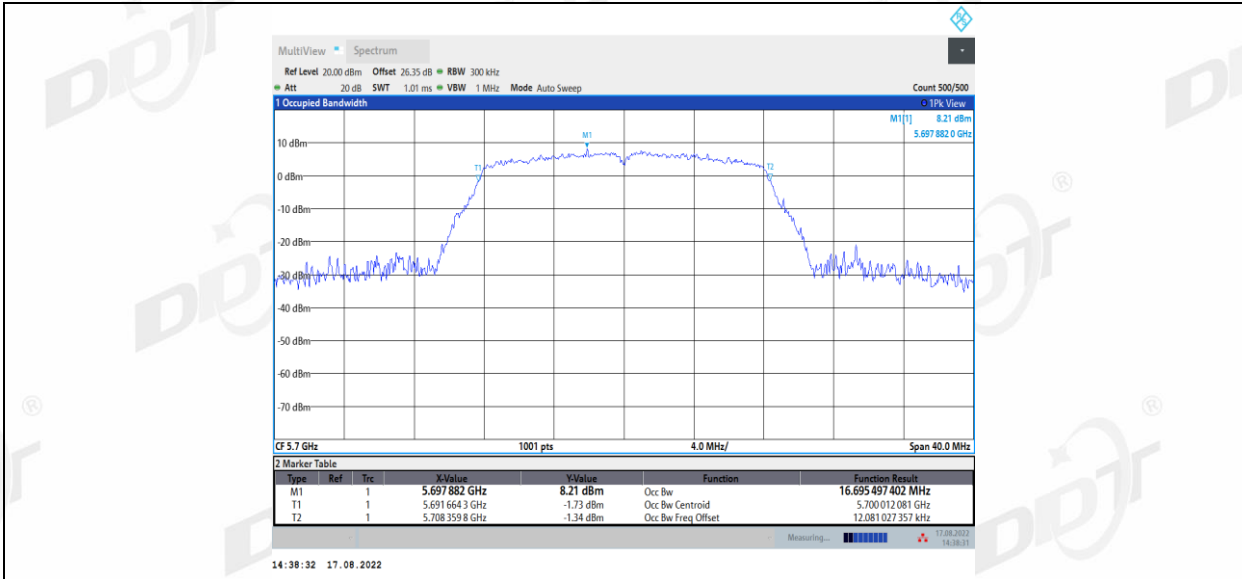 MultiView Spectrum
Ref Level 20.00 dBm Offset 26.35 dB RBW 300 kHz
Att 20 dB SWT 1.01 ms VBW 1 MHz Mode Auto Sweep Count 500/500
1 Occupied Bandwidth 1Pk View
M1[1] 8.21 dBm
5.697 882 0 GHz
M1
10 dBm
T1
T2
0 dBm
-10 dBm
-20 dBm
-30 dBm
-40 dBm
-50 dBm
-60 dBm
-70 dBm
CF 5.7 GHz 1001 pts 4.0 MHz/ Span 40.0 MHz
2 Marker Table
Type Ref Trc X-Value Y-Value Function Function Result
M1 1 5.697 882 GHz 8.21 dBm Occ Bw 16.695 497 402 MHz
T1 1 5.691 664 3 GHz -1.73 dBm Occ Bw Centroid 5.700 012 081 GHz
T2 1 5.708 359 8 GHz -1.34 dBm Occ Bw Freq Offset 12.081 027 357 kHz
Measuring... 17.08.2022
14:38:31
14:38:32 17.08.2022
DDT
®